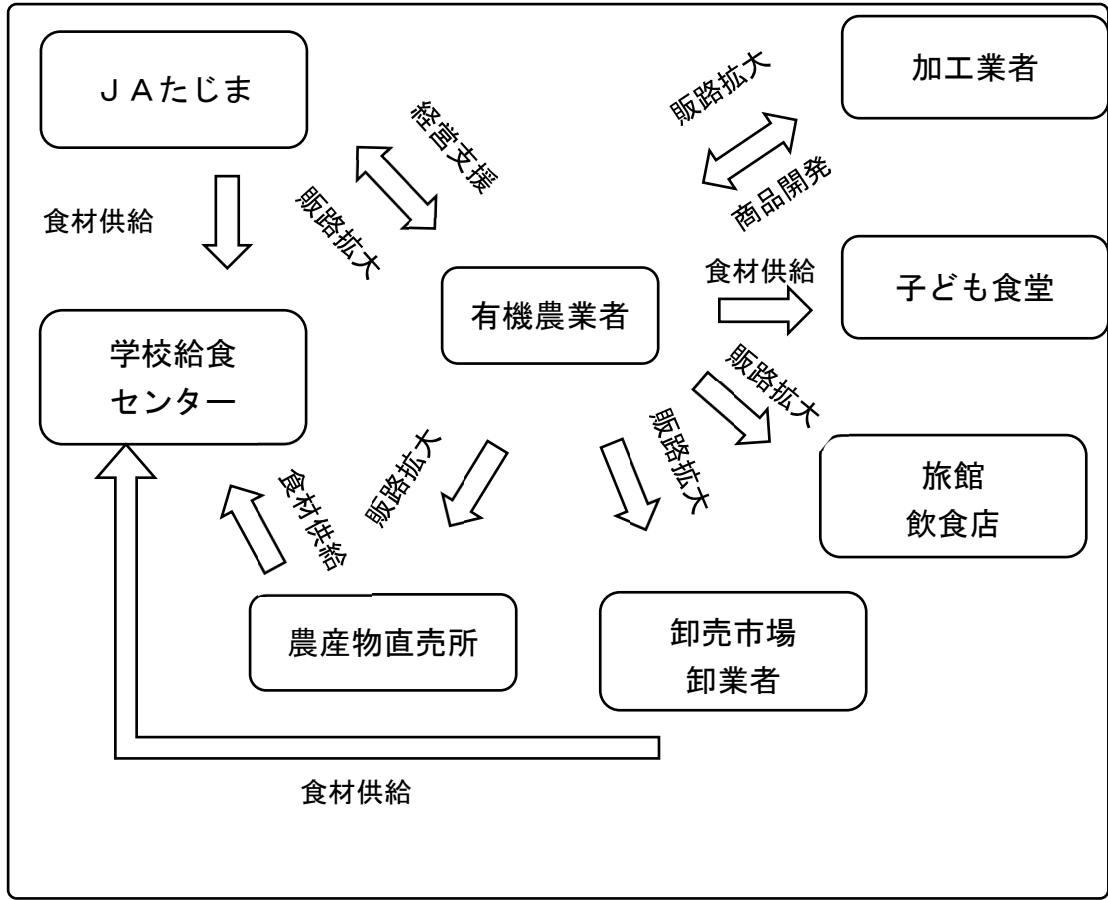 ＪＡたじま
加工業者
販路拡大
商品開発
経営支援
販路拡大
食材供給
食材供給
子ども食堂
有機農業者
学校給食
センター
販路拡大
販路拡大
販路拡大
食材供給
旅館
飲食店
農産物直売所
卸売市場
卸業者
食材供給